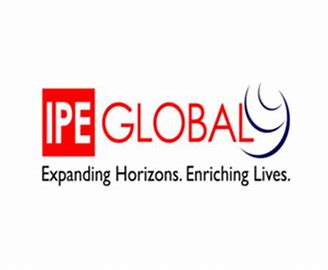 IPE GLOBAL
Expanding Horizons. Enriching Lives.